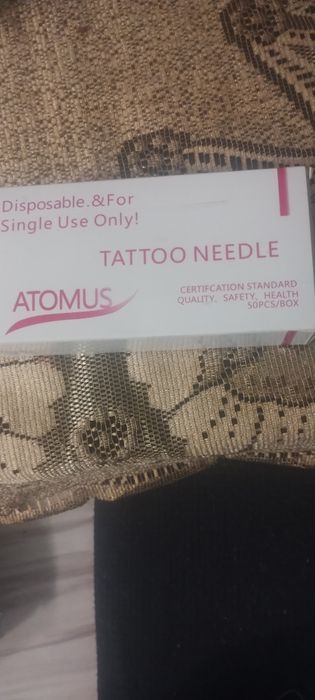 Disposable.&For
Single Use Only!
TATTOO NEEDLE
ATOMUS
CERTIFCATION STANDARD
QUALITY. SAFETY. HEALTH
50PCS/BOX